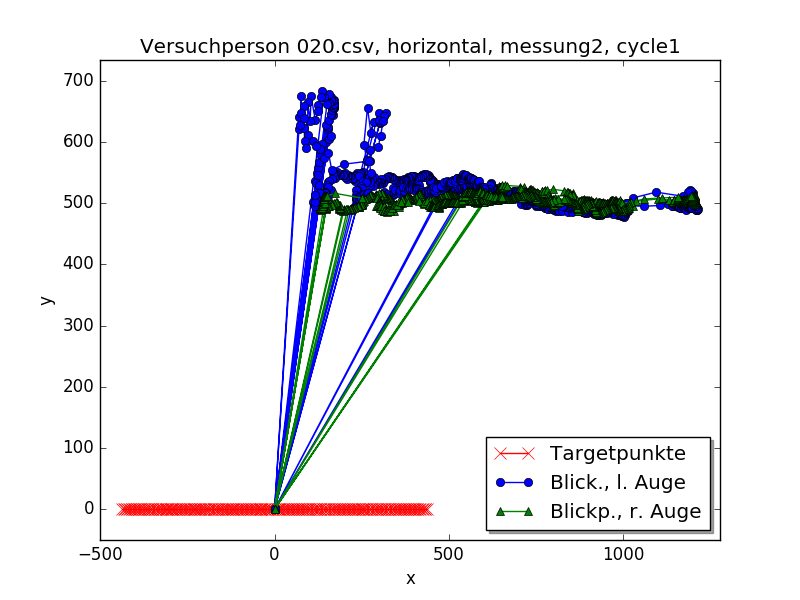 Versuchperson 020.csv, horizontal, messung2, cycle1
700
600
500
400
300
200
100
0
y
−500
0
500
1000
x
Targetpunkte
Blick., l. Auge
Blickp., r. Auge